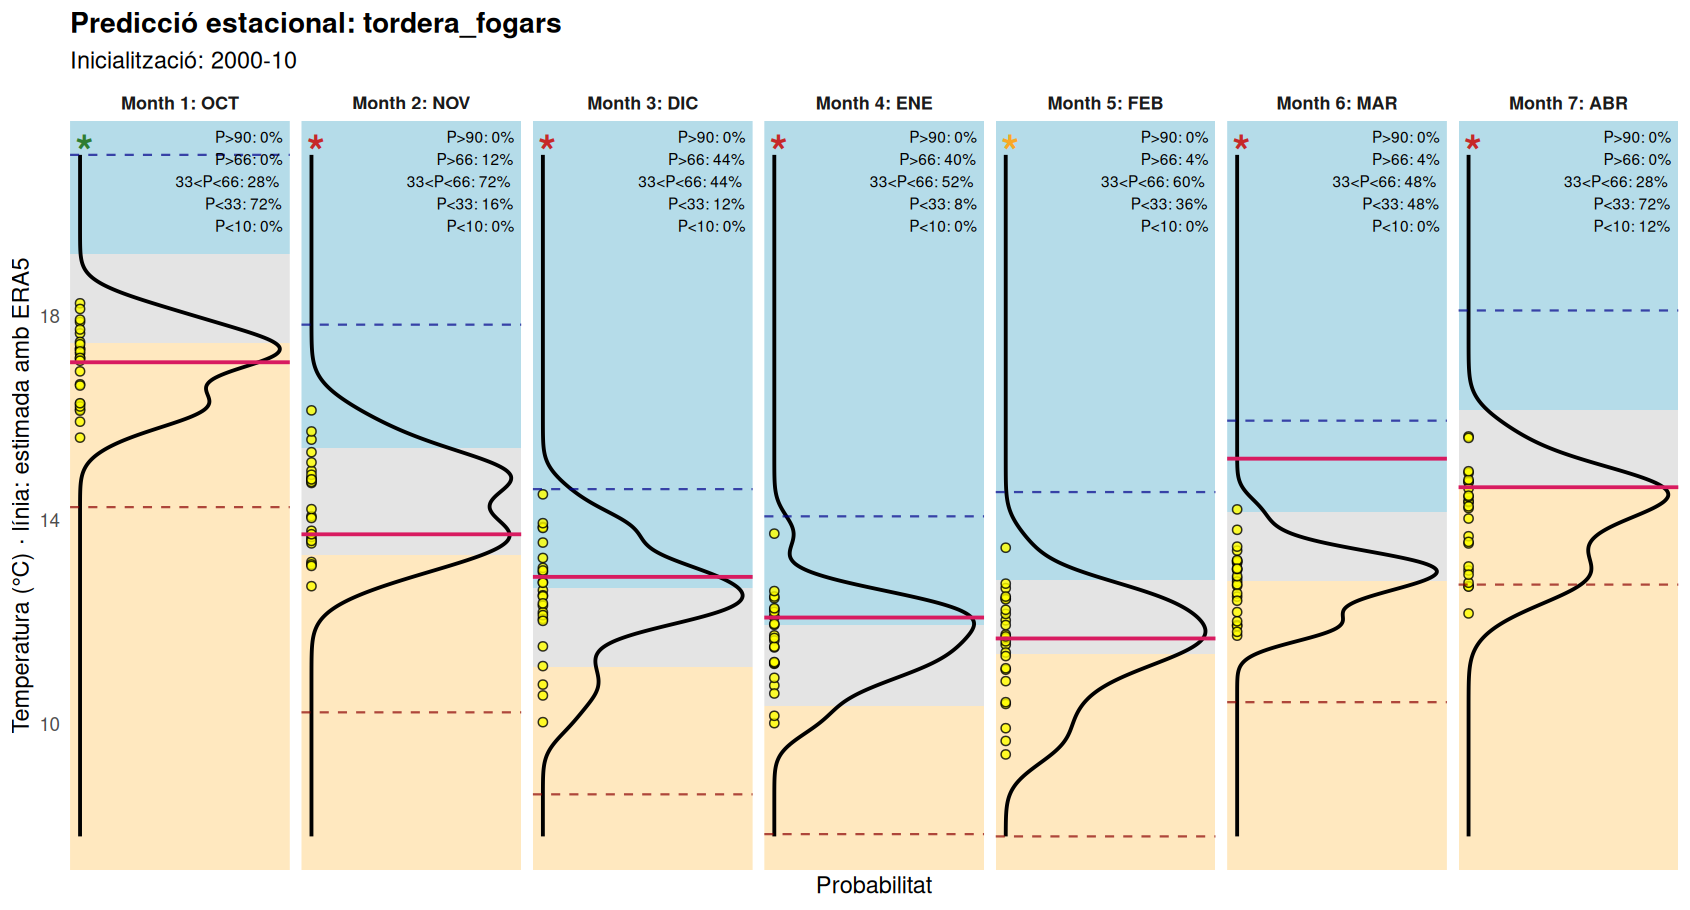 Predicció estacional: tordera_fogars
Inicialització: 2000-10
Month 1: OCT
Month 2: NOV
Month 3: DIC
Month 4: ENE
Month 5: FEB
Month 6: MAR
Month 7: ABR
*
P>90: 0%
P>66: 0%
33<P<66: 28%
P<33: 72%
P<10: 0%
*
P>90: 0%
P>66: 12%
33<P<66: 72%
P<33: 16%
P<10: 0%
*
P>90: 0%
P>66: 44%
33<P<66: 44%
P<33: 12%
P<10: 0%
*
P>90: 0%
P>66: 40%
33<P<66: 52%
P<33: 8%
P<10: 0%
*
P>90: 0%
P>66: 4%
33<P<66: 60%
P<33: 36%
P<10: 0%
*
P>90: 0%
P>66: 4%
33<P<66: 48%
P<33: 48%
P<10: 0%
*
P>90: 0%
P>66: 0%
33<P<66: 28%
P<33: 72%
P<10: 12%
18
14
10
Temperatura (°C) · línia: estimada amb ERA5
Probabilitat